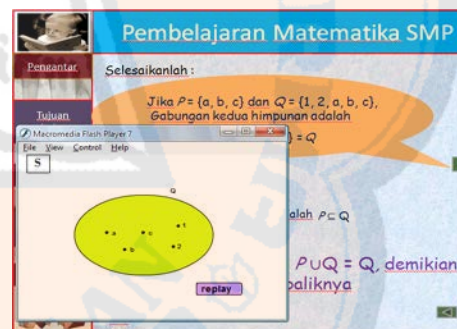 Pembelajaran Matematika SMP
Pengantar
Tujuan
Selesaikanlah :
Jika P = {a, b, c} dan Q = {1, 2, a, b, c},
Gabungan kedua himpunan adalah
} = Q
Macromedia Flash Player 7
File View Control Help
S
Q
a
c
1
b
2
replay
alah P ⊂ Q
P∪Q = Q, demikian
baliknya